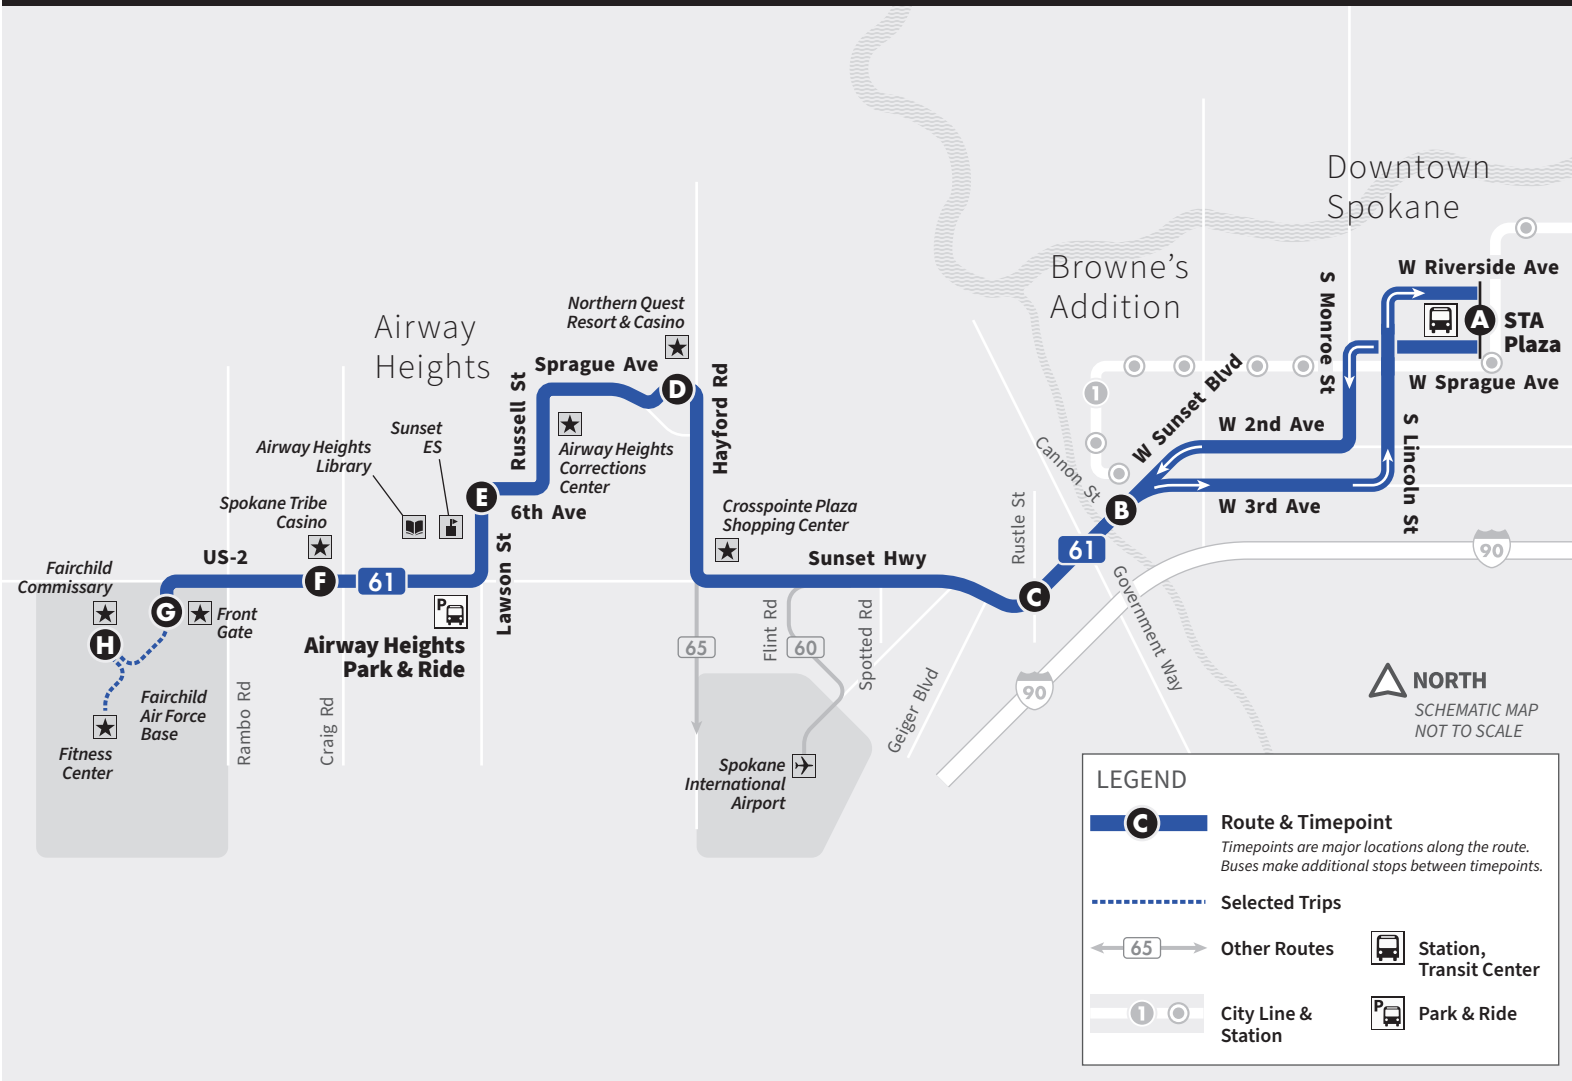 Downtown
Spokane
Browne's
Addition
Airway
Heights
W Riverside Ave
A
STA
Plaza
W Sprague Ave
S Monroe St
S Lincoln St
W 2nd Ave
W 3rd Ave
W Sunset Blvd
1
Cannon St
B
61
Rustle St
C
Government Way
90
90
Northern Quest
Resort & Casino
Sprague Ave
D
Hayford Rd
Russell St
Airway Heights
Corrections
Center
Sunset
ES
Airway Heights
Library
E
6th Ave
Spokane Tribe
Casino
Crosspointe Plaza
Shopping Center
Sunset Hwy
US-2
F
61
Lawson St
P
Airway Heights
Park & Ride
Fairchild
Commissary
G
Front
Gate
H
Fairchild
Air Force
Base
Fitness
Center
Rambo Rd
Craig Rd
65
Flint Rd
60
Spotted Rd
Geiger Blvd
Spokane
International
Airport
NORTH
SCHEMATIC MAP
NOT TO SCALE
LEGEND
C
Route & Timepoint
Timepoints are major locations along the route.
Buses make additional stops between timepoints.
Selected Trips
65
Other Routes
Station,
Transit Center
1
City Line &
Station
P
Park & Ride